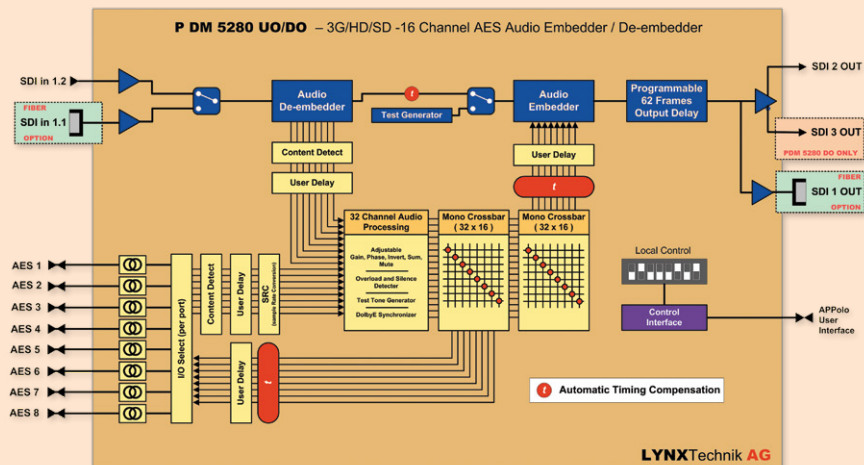 P DM 5280 UO/DO – 3G/HD/SD -16 Channel AES Audio Embedder / De-embedder
SDI in 1.2
FIBER
SDI in 1.1
OPTION
Audio
De-embedder
t
Test Generator
Audio
Embedder
Programmable
62 Frames
Output Delay
SDI 2 OUT
SDI 3 OUT
PDM 5280 DO ONLY
FIBER
SDI 1 OUT
OPTION
Content Detect
User Delay
User Delay
t
32 Channel Audio
Processing
Adjustable
Gain, Phase, Invert, Sum,
Mute
Overload and Silence
Detecter
Test Tone Generator
DolbyE Synchronizer
Mono Crossbar
( 32 x 16 )
Mono Crossbar
( 32 x 16 )
Local Control
Control
Interface
APPolo
User
Interface
AES 1
AES 2
AES 3
AES 4
AES 5
AES 6
AES 7
AES 8
I/O Select (per port)
Content Detect
User Delay
SRC
(sample Rate Conversion)
User Delay
t
t Automatic Timing Compensation
LYNXTechnik AG